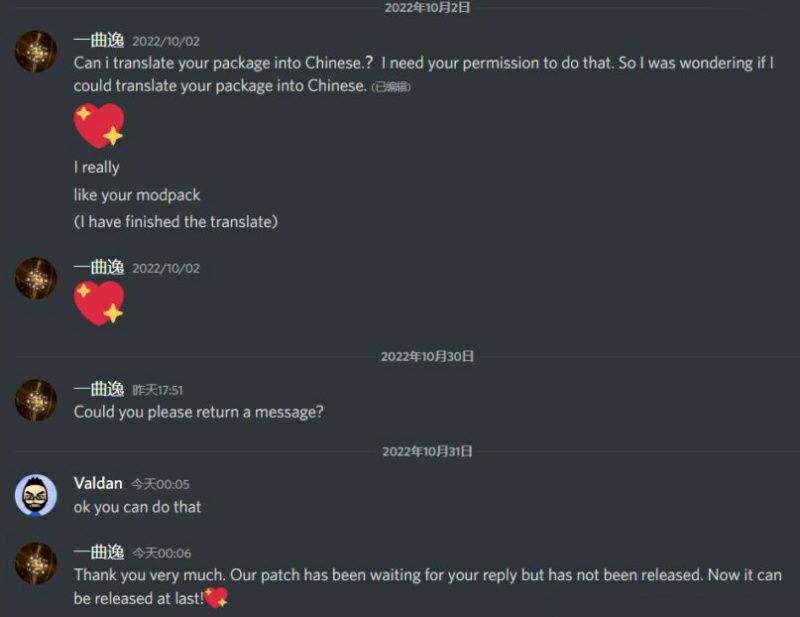 2022年10月2日
一曲逸 2022/10/02
Can i translate your package into Chinese.？ I need your permission to do that. So I was wondering if I
could translate your package into Chinese. (已编辑)
I really
like your modpack
(I have finished the translate)
一曲逸 2022/10/02
2022年10月30日
一曲逸 昨天17:51
Could you please return a message?
2022年10月31日
Valdan 今天00:05
ok you can do that
一曲逸 今天00:06
Thank you very much. Our patch has been waiting for your reply but has not been released. Now it can
be released at last!